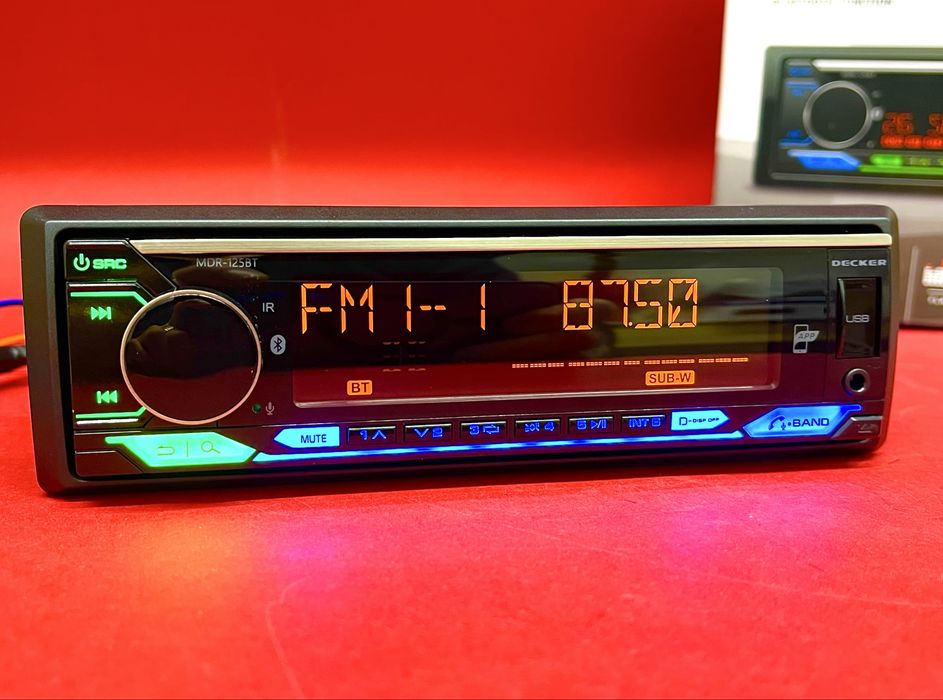 SRC
MDR-125BT
DECKER
IR
FM1--1 87.50
APP
USB
BT
SUB-W
MUTE
1
2
3
4
5
INT 6
D-DISP OFF
BAND